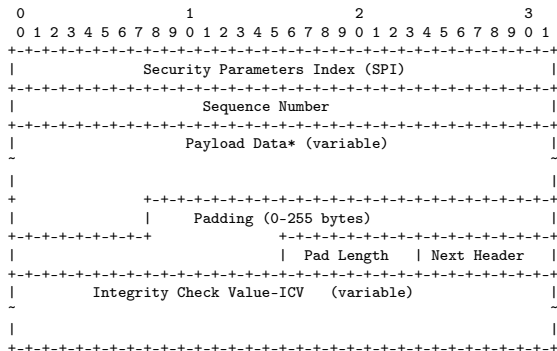 0                   1                   2                   3
0 1 2 3 4 5 6 7 8 9 0 1 2 3 4 5 6 7 8 9 0 1 2 3 4 5 6 7 8 9 0 1
+-+-+-+-+-+-+-+-+-+-+-+-+-+-+-+-+-+-+-+-+-+-+-+-+-+-+-+-+-+-+-+-+
|               Security Parameters Index (SPI)                 |
+-+-+-+-+-+-+-+-+-+-+-+-+-+-+-+-+-+-+-+-+-+-+-+-+-+-+-+-+-+-+-+-+
|                      Sequence Number                          |
+-+-+-+-+-+-+-+-+-+-+-+-+-+-+-+-+-+-+-+-+-+-+-+-+-+-+-+-+-+-+-+-+
|                    Payload Data* (variable)                   |
~                                                               ~
|                                                               |
+               +-+-+-+-+-+-+-+-+-+-+-+-+-+-+-+-+-+-+-+-+-+-+-+-+
|               |     Padding (0-255 bytes)                     |
+-+-+-+-+-+-+-+-+               +-+-+-+-+-+-+-+-+-+-+-+-+-+-+-+-+
|                               |  Pad Length   | Next Header   |
+-+-+-+-+-+-+-+-+-+-+-+-+-+-+-+-+-+-+-+-+-+-+-+-+-+-+-+-+-+-+-+-+
|         Integrity Check Value-ICV   (variable)                |
~                                                               ~
|                                                               |
+-+-+-+-+-+-+-+-+-+-+-+-+-+-+-+-+-+-+-+-+-+-+-+-+-+-+-+-+-+-+-+-+